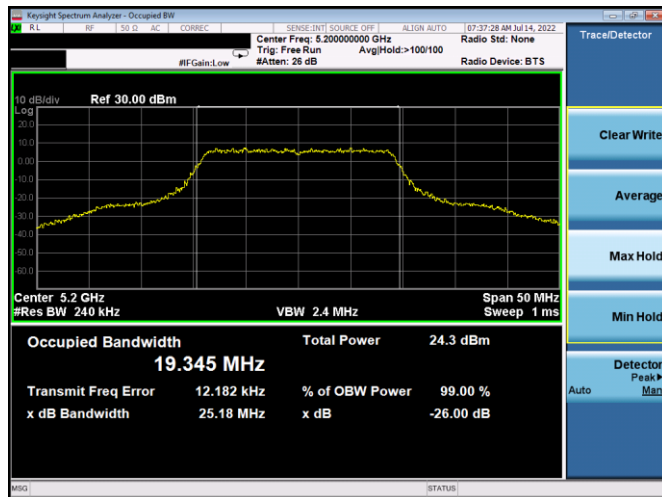 Keysight Spectrum Analyzer - Occupied BW
RL RF 50 Ω AC CORREC SENSE:INT SOURCE OFF ALIGN AUTO 07:37:28 AM Jul 14, 2022
Center Freq: 5.200000000 GHz Radio Std: None
Trig: Free Run Avg|Hold:>100/100
#IFGain:Low #Atten: 26 dB Radio Device: BTS
Trace/Detector
10 dB/div Ref 30.00 dBm
Log
20.0
10.0
0.00
-10.0
-20.0
-30.0
-40.0
-50.0
-60.0
Center 5.2 GHz Span 50 MHz
#Res BW 240 kHz VBW 2.4 MHz Sweep 1 ms
Occupied Bandwidth Total Power 24.3 dBm
19.345 MHz
Transmit Freq Error 12.182 kHz % of OBW Power 99.00 %
x dB Bandwidth 25.18 MHz x dB -26.00 dB
Clear Write
Average
Max Hold
Min Hold
Detector
Peak▶
Auto Man
MSG STATUS